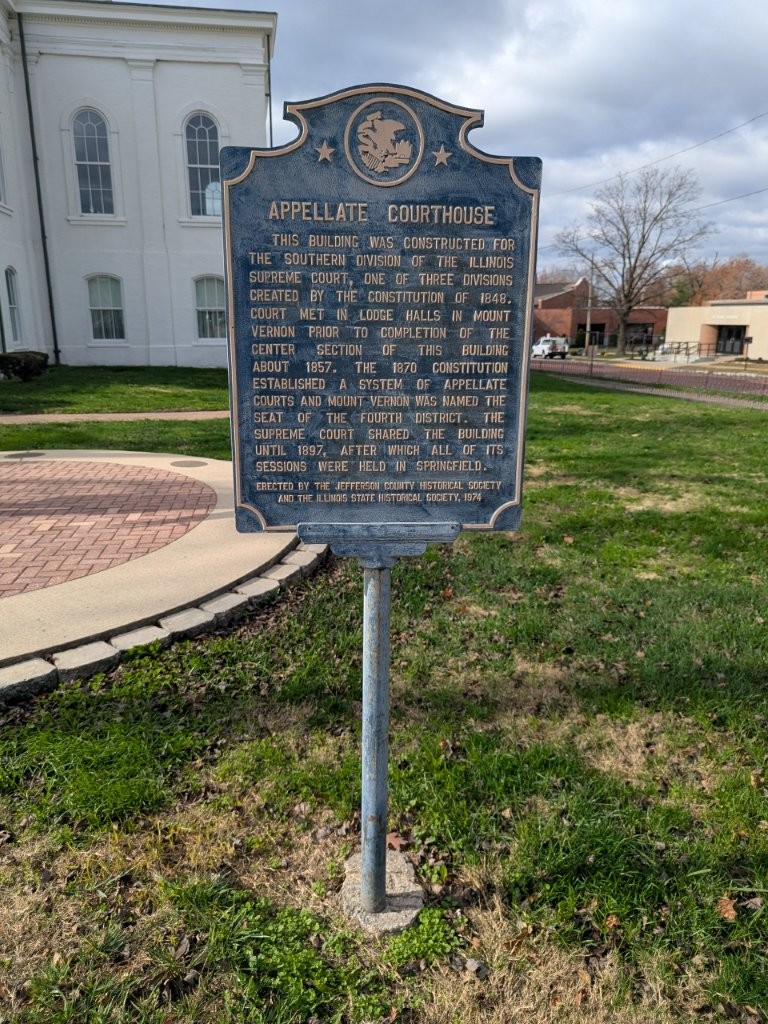 APPELLATE COURTHOUSE
THIS BUILDING WAS CONSTRUCTED FOR
THE SOUTHERN DIVISION OF THE ILLINOIS
SUPREME COURT, ONE OF THREE DIVISIONS
CREATED BY THE CONSTITUTION OF 1848.
COURT MET IN LODGE HALLS IN MOUNT
VERNON PRIOR TO COMPLETION OF THE
CENTER SECTION OF THIS BUILDING
ABOUT 1857. THE 1870 CONSTITUTION
ESTABLISHED A SYSTEM OF APPELLATE
COURTS AND MOUNT VERNON WAS NAMED THE
SEAT OF THE FOURTH DISTRICT. THE
SUPREME COURT SHARED THE BUILDING
UNTIL 1897, AFTER WHICH ALL OF ITS
SESSIONS WERE HELD IN SPRINGFIELD.
ERECTED BY THE JEFFERSON COUNTY HISTORICAL SOCIETY
AND THE ILLINOIS STATE HISTORICAL SOCIETY, 1974